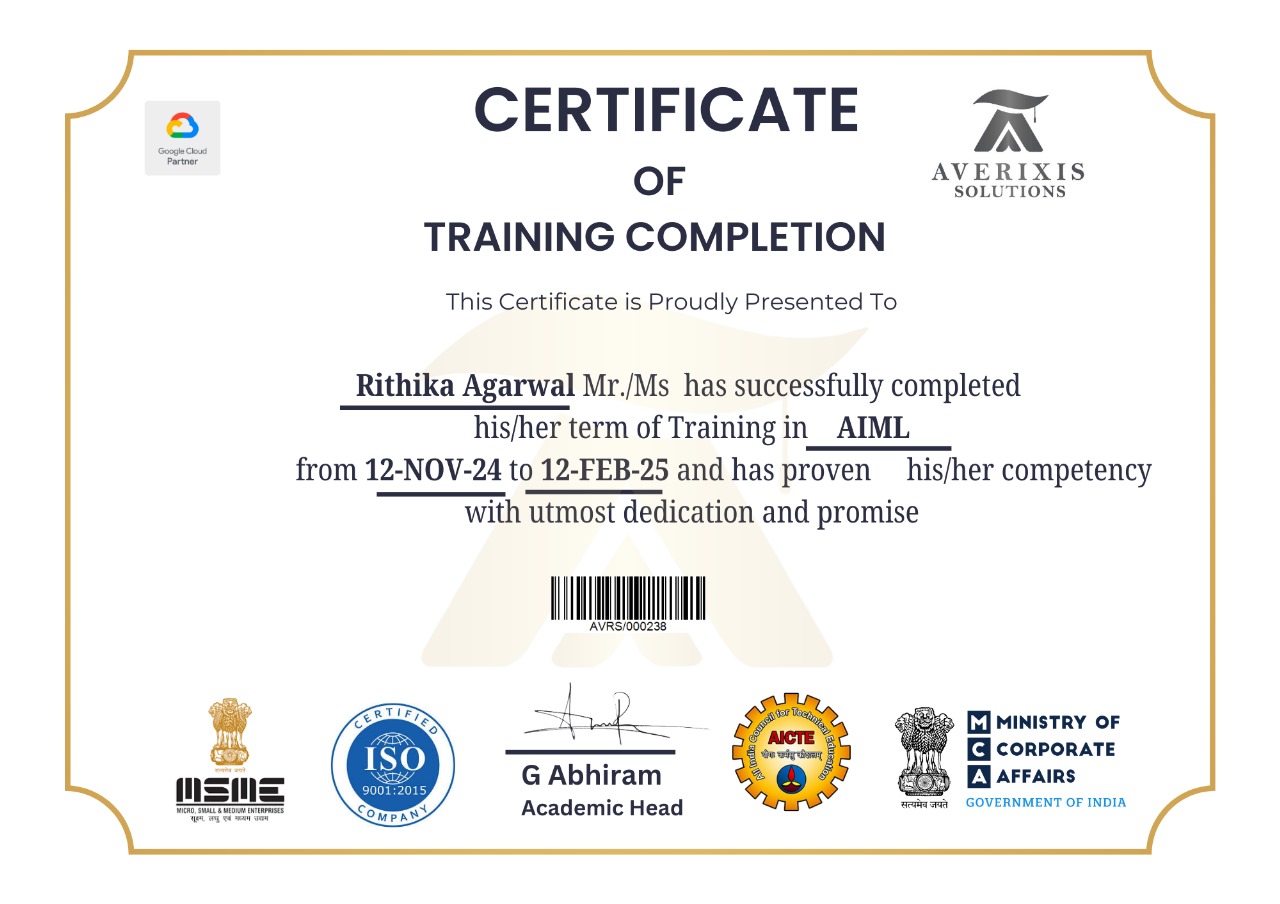 CERTIFICATE
OF
TRAINING COMPLETION
Google Cloud
Partner
AVERIXIS
SOLUTIONS
This Certificate is Proudly Presented To
Rithika Agarwal Mr./Ms has successfully completed
his/her term of Training in AIML
from 12-NOV-24 to 12-FEB-25 and has proven his/her competency
with utmost dedication and promise
AVRS/000238
सत्यमेव जयते
MSME
MICRO, SMALL & MEDIUM ENTERPRISES
सूक्ष्म, लघु एवं मध्यम उद्यम
CERTIFIED
ISO
9001:2015
COMPANY
G Abhiram
Academic Head
All India Council for Technical Education
AICTE
योगः कर्मसु कौशलम्
सत्यमेव जयते
M MINISTRY OF
C CORPORATE
A AFFAIRS
GOVERNMENT OF INDIA